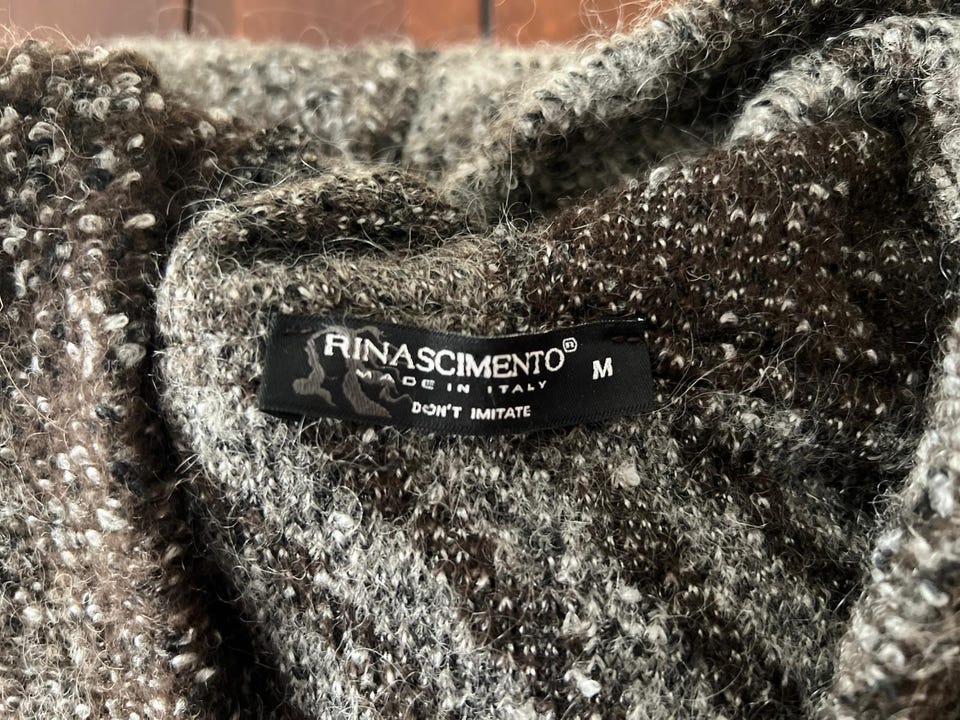 RINASCIMENTO® M
MADE IN ITALY
DON'T IMITATE